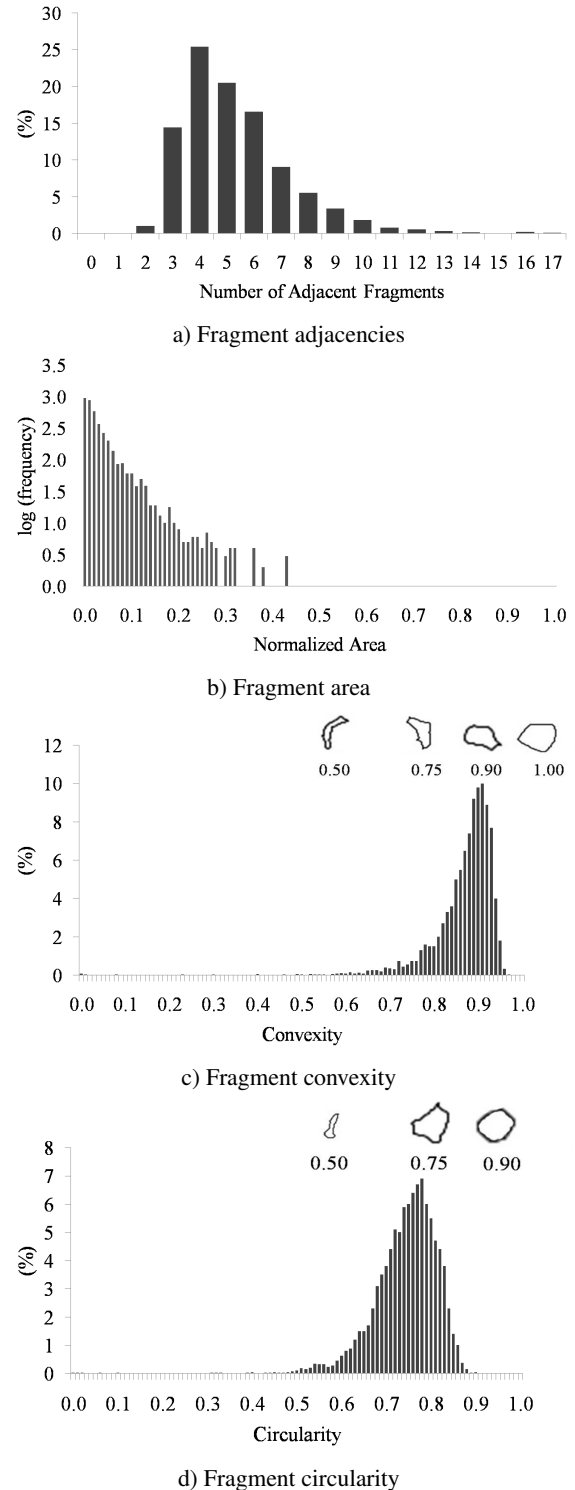 30
25
20
15
10
5
0
(%)
0 1 2 3 4 5 6 7 8 9 10 11 12 13 14 15 16 17
Number of Adjacent Fragments
a) Fragment adjacencies
3.5
3.0
2.5
2.0
1.5
1.0
0.5
0.0
log (frequency)
0.0 0.1 0.2 0.3 0.4 0.5 0.6 0.7 0.8 0.9 1.0
Normalized Area
b) Fragment area
0.50 0.75 0.90 1.00
12
10
8
6
4
2
0
(%)
0.0 0.1 0.2 0.3 0.4 0.5 0.6 0.7 0.8 0.9 1.0
Convexity
c) Fragment convexity
0.50 0.75 0.90
8
7
6
5
4
3
2
1
0
(%)
0.0 0.1 0.2 0.3 0.4 0.5 0.6 0.7 0.8 0.9 1.0
Circularity
d) Fragment circularity